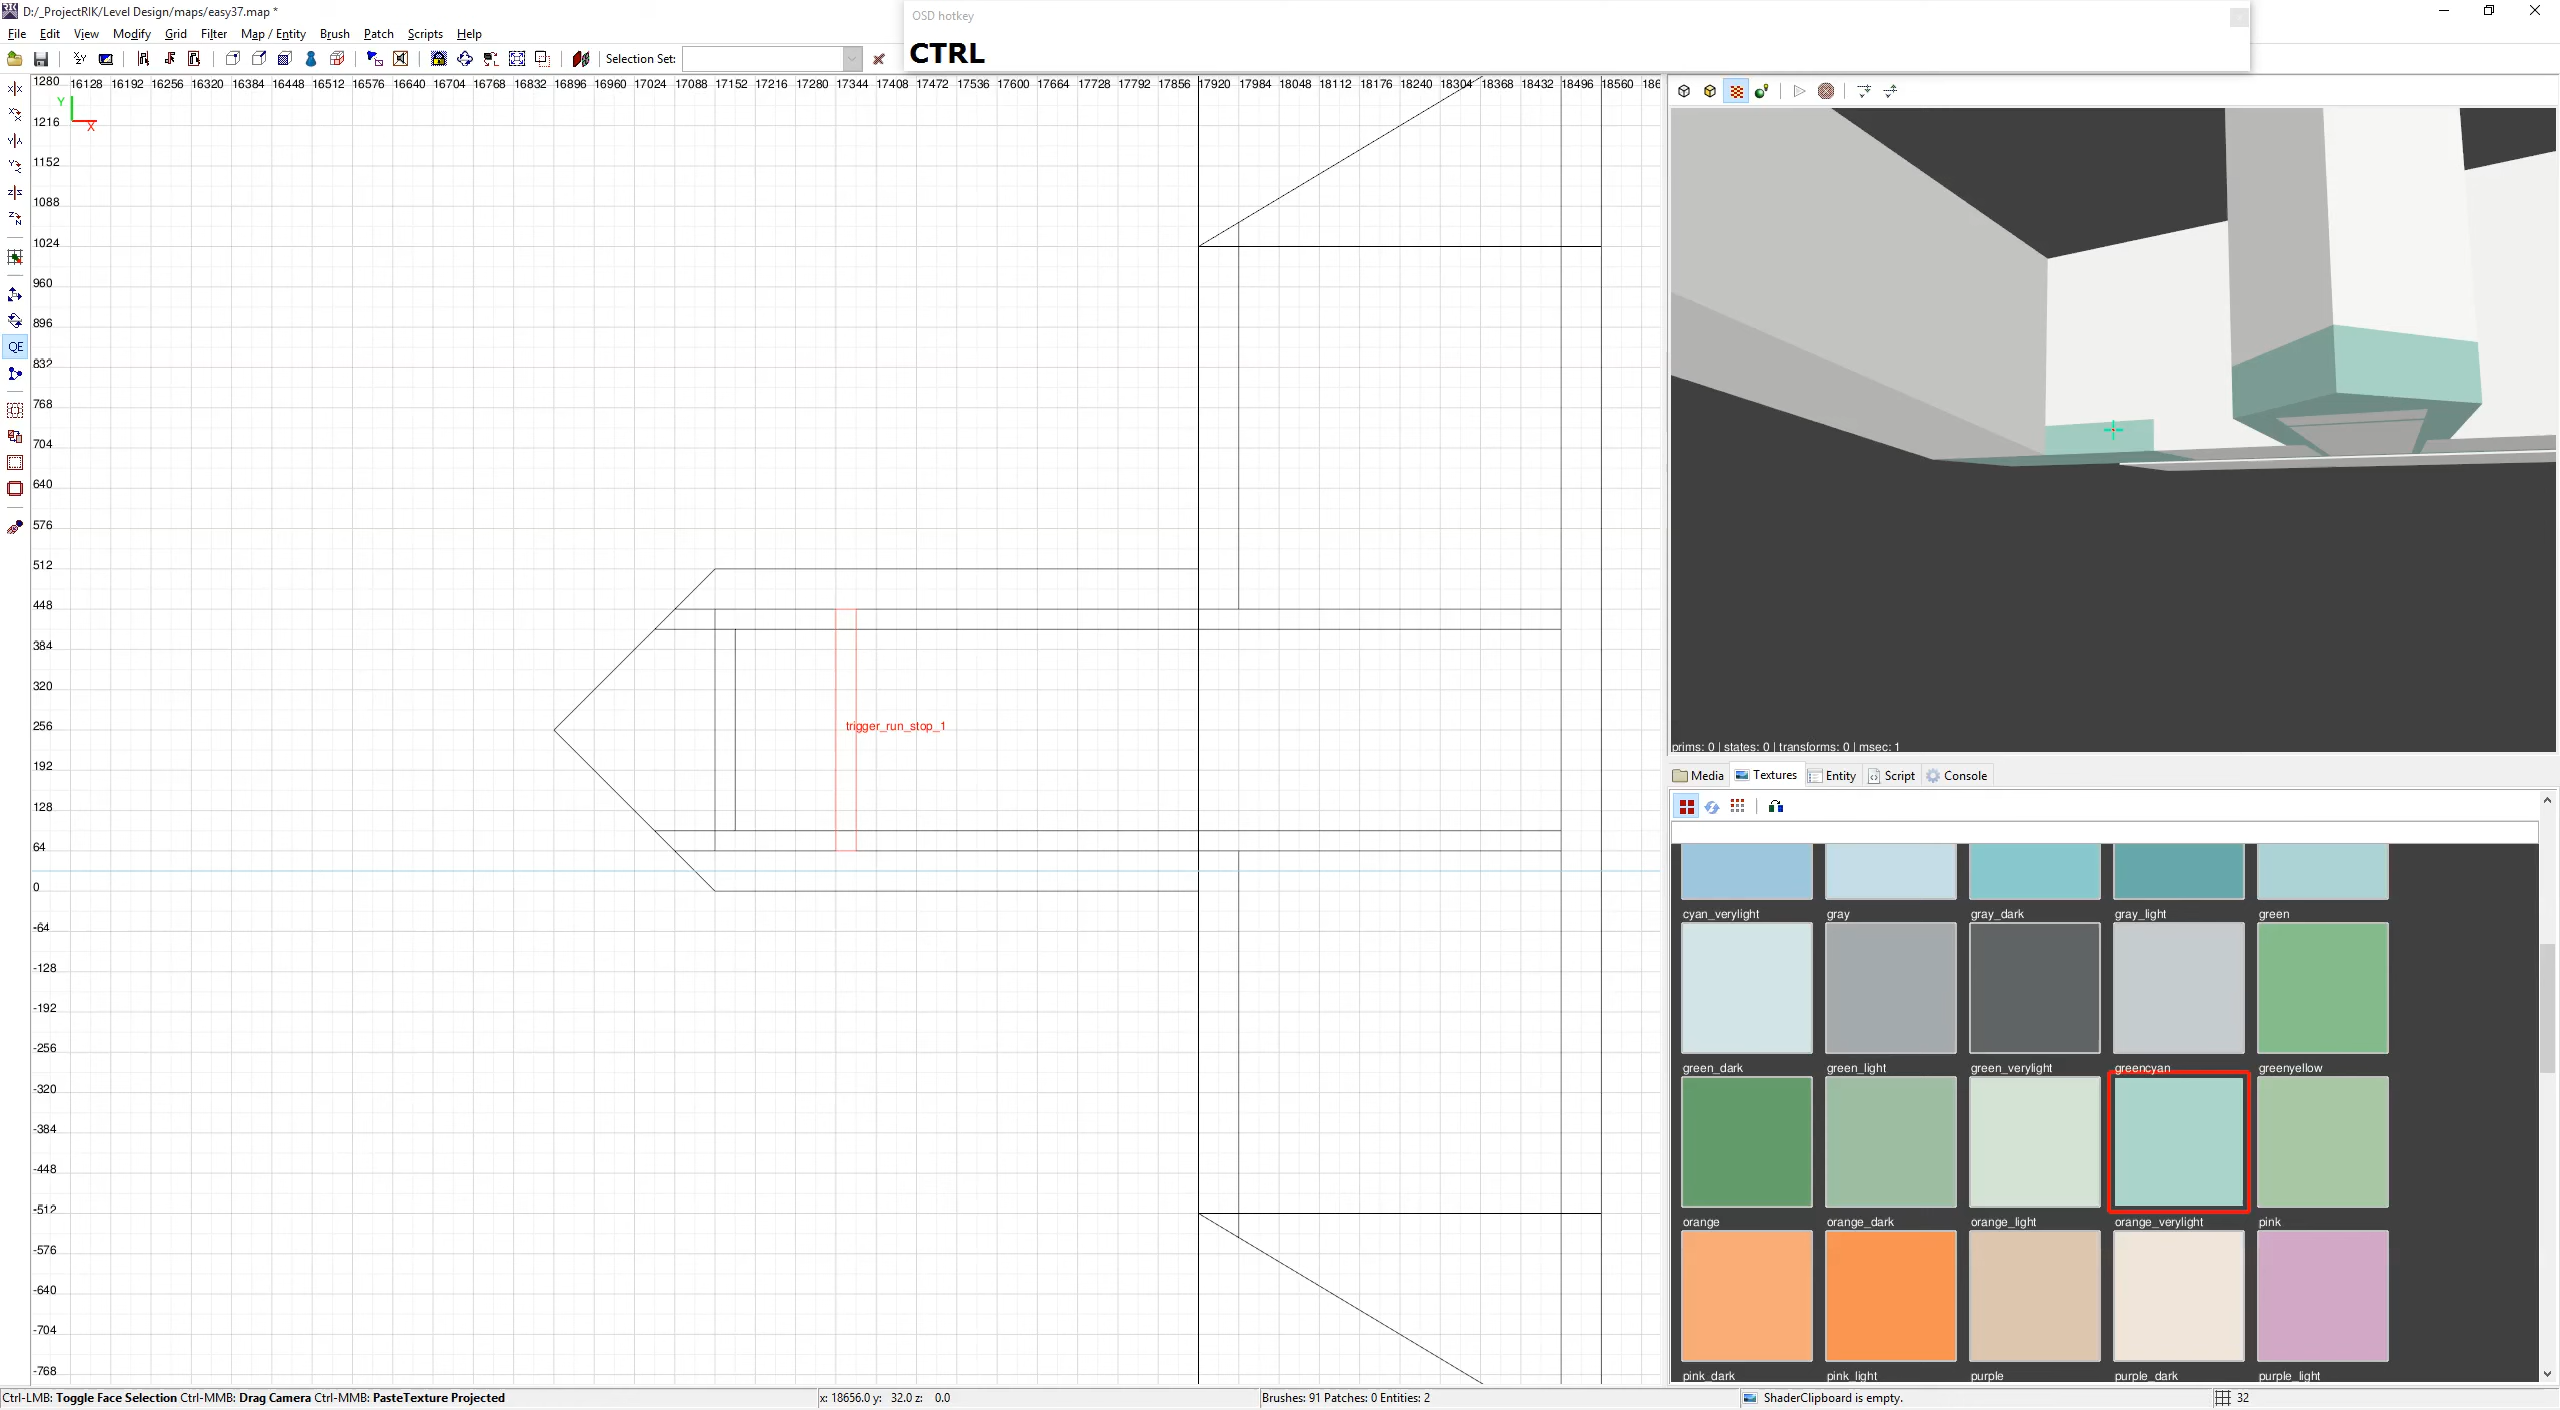 D:/_ProjectRIK/Level Design/maps/easy37.map *
OSD hotkey
CTRL
File Edit View Modify Grid Filter Map / Entity Brush Patch Scripts Help
Selection Set:
16128 16192 16256 16320 16384 16448 16512 16576 16640 16704 16768 16832 16896 16960 17024 17088 17152 17216 17280 17344 17408 17472 17536 17600 17664 17728 17792 17856 17920 17984 18048 18112 18176 18240 18304 18368 18432 18496 18560
1280
Y
X
1216
1152
1088
1024
960
896
832
768
704
640
576
512
448
384
320
256
192
128
64
0
-64
-128
-192
-256
-320
-384
-448
-512
-576
-640
-704
-768
trigger_run_stop_1
QE
prims: 0 | states: 0 | transforms: 0 | msec: 1
Media Textures Entity Script Console
cyan_verylight gray gray_dark gray_light green
green_dark green_light green_verylight greencyan greenyellow
orange orange_dark orange_light orange_verylight pink
pink_dark pink_light purple purple_dark purple_light
Ctrl-LMB: Toggle Face Selection Ctrl-MMB: Drag Camera Ctrl-MMB: PasteTexture Projected
x: 18656.0 y: 32.0 z: 0.0
Brushes: 91 Patches: 0 Entities: 2
ShaderClipboard is empty.
32